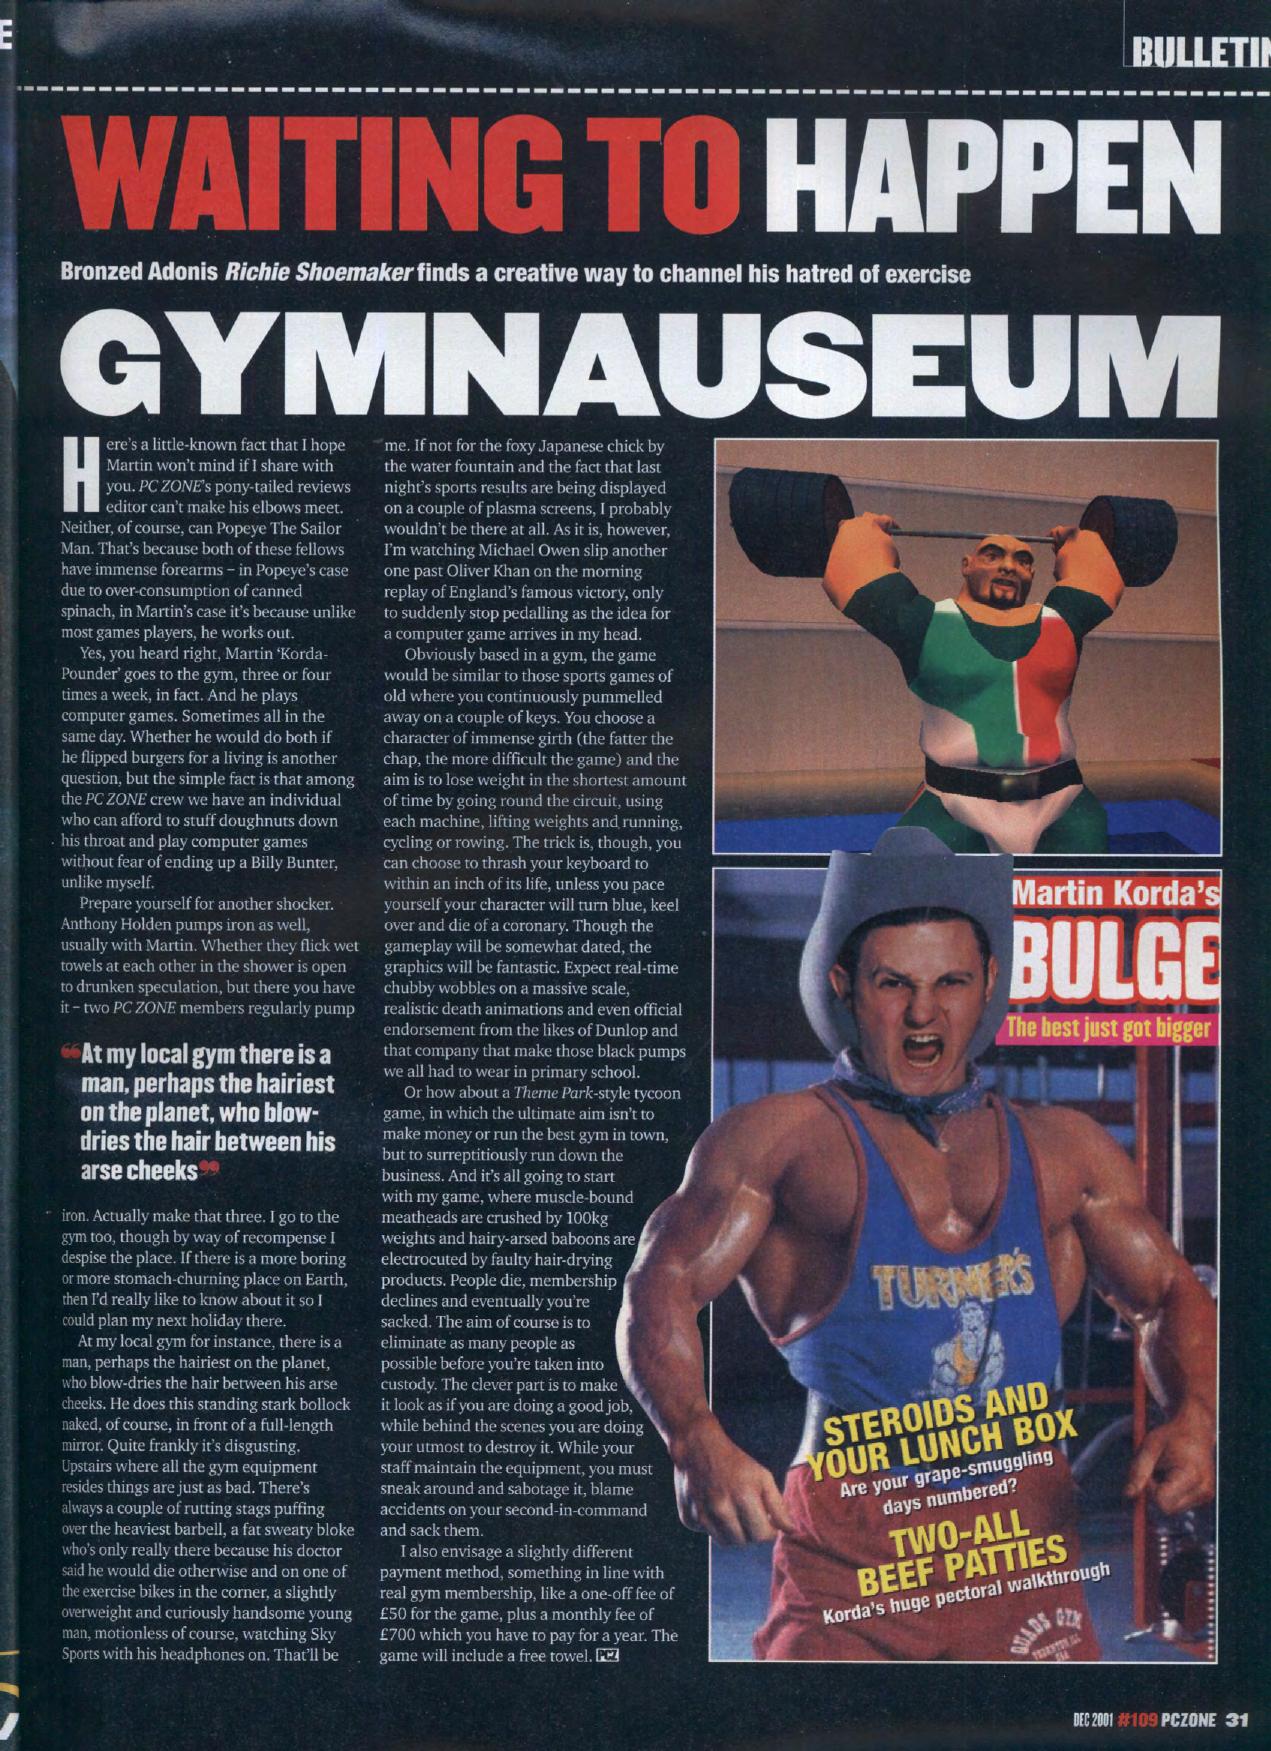 E
BULLETIN
WAITING TO HAPPEN
Bronzed Adonis Richie Shoemaker finds a creative way to channel his hatred of exercise
GYMNAUSEUM
Here's a little-known fact that I hope
Martin won't mind if I share with
you. PC ZONE's pony-tailed reviews
editor can't make his elbows meet.
Neither, of course, can Popeye The Sailor
Man. That's because both of these fellows
have immense forearms – in Popeye's case
due to over-consumption of canned
spinach, in Martin's case it's because unlike
most games players, he works out.
Yes, you heard right, Martin 'Korda-
Pounder' goes to the gym, three or four
times a week, in fact. And he plays
computer games. Sometimes all in the
same day. Whether he would do both if
he flipped burgers for a living is another
question, but the simple fact is that among
the PC ZONE crew we have an individual
who can afford to stuff doughnuts down
his throat and play computer games
without fear of ending up a Billy Bunter,
unlike myself.
Prepare yourself for another shocker.
Anthony Holden pumps iron as well,
usually with Martin. Whether they flick wet
towels at each other in the shower is open
to drunken speculation, but there you have
it – two PC ZONE members regularly pump
“At my local gym there is a
man, perhaps the hairiest
on the planet, who blow-
dries the hair between his
arse cheeks”
iron. Actually make that three. I go to the
gym too, though by way of recompense I
despise the place. If there is a more boring
or more stomach-churning place on Earth,
then I'd really like to know about it so I
could plan my next holiday there.
At my local gym for instance, there is a
man, perhaps the hairiest on the planet,
who blow-dries the hair between his arse
cheeks. He does this standing stark bollock
naked, of course, in front of a full-length
mirror. Quite frankly it's disgusting.
Upstairs where all the gym equipment
resides things are just as bad. There's
always a couple of rutting stags puffing
over the heaviest barbell, a fat sweaty bloke
who's only really there because his doctor
said he would die otherwise and on one of
the exercise bikes in the corner, a slightly
overweight and curiously handsome young
man, motionless of course, watching Sky
Sports with his headphones on. That'll be
me. If not for the foxy Japanese chick by
the water fountain and the fact that last
night's sports results are being displayed
on a couple of plasma screens, I probably
wouldn't be there at all. As it is, however,
I'm watching Michael Owen slip another
one past Oliver Khan on the morning
replay of England's famous victory, only
to suddenly stop pedalling as the idea for
a computer game arrives in my head.
Obviously based in a gym, the game
would be similar to those sports games of
old where you continuously pummelled
away on a couple of keys. You choose a
character of immense girth (the fatter the
chap, the more difficult the game) and the
aim is to lose weight in the shortest amount
of time by going round the circuit, using
each machine, lifting weights and running,
cycling or rowing. The trick is, though, you
can choose to thrash your keyboard to
within an inch of its life, unless you pace
yourself your character will turn blue, keel
over and die of a coronary. Though the
gameplay will be somewhat dated, the
graphics will be fantastic. Expect real-time
chubby wobbles on a massive scale,
realistic death animations and even official
endorsement from the likes of Dunlop and
that company that make those black pumps
we all had to wear in primary school.
Or how about a Theme Park-style tycoon
game, in which the ultimate aim isn't to
make money or run the best gym in town,
but to surreptitiously run down the
business. And it's all going to start
with my game, where muscle-bound
meatheads are crushed by 100kg
weights and hairy-arsed baboons are
electrocuted by faulty hair-drying
products. People die, membership
declines and eventually you're
sacked. The aim of course is to
eliminate as many people as
possible before you're taken into
custody. The clever part is to make
it look as if you are doing a good job,
while behind the scenes you are doing
your utmost to destroy it. While your
staff maintain the equipment, you must
sneak around and sabotage it, blame
accidents on your second-in-command
and sack them.
I also envisage a slightly different
payment method, something in line with
real gym membership, like a one-off fee of
£50 for the game, plus a monthly fee of
£700 which you have to pay for a year. The
game will include a free towel. PCZ
Martin Korda's
BULGE
The best just got bigger
TURNER'S
STEROIDS AND
YOUR LUNCH BOX
Are your grape-smuggling
days numbered?
TWO-ALL
BEEF PATTIES
Korda's huge pectoral walkthrough
QUADS GYM
DEC 2001 #109 PCZONE 31